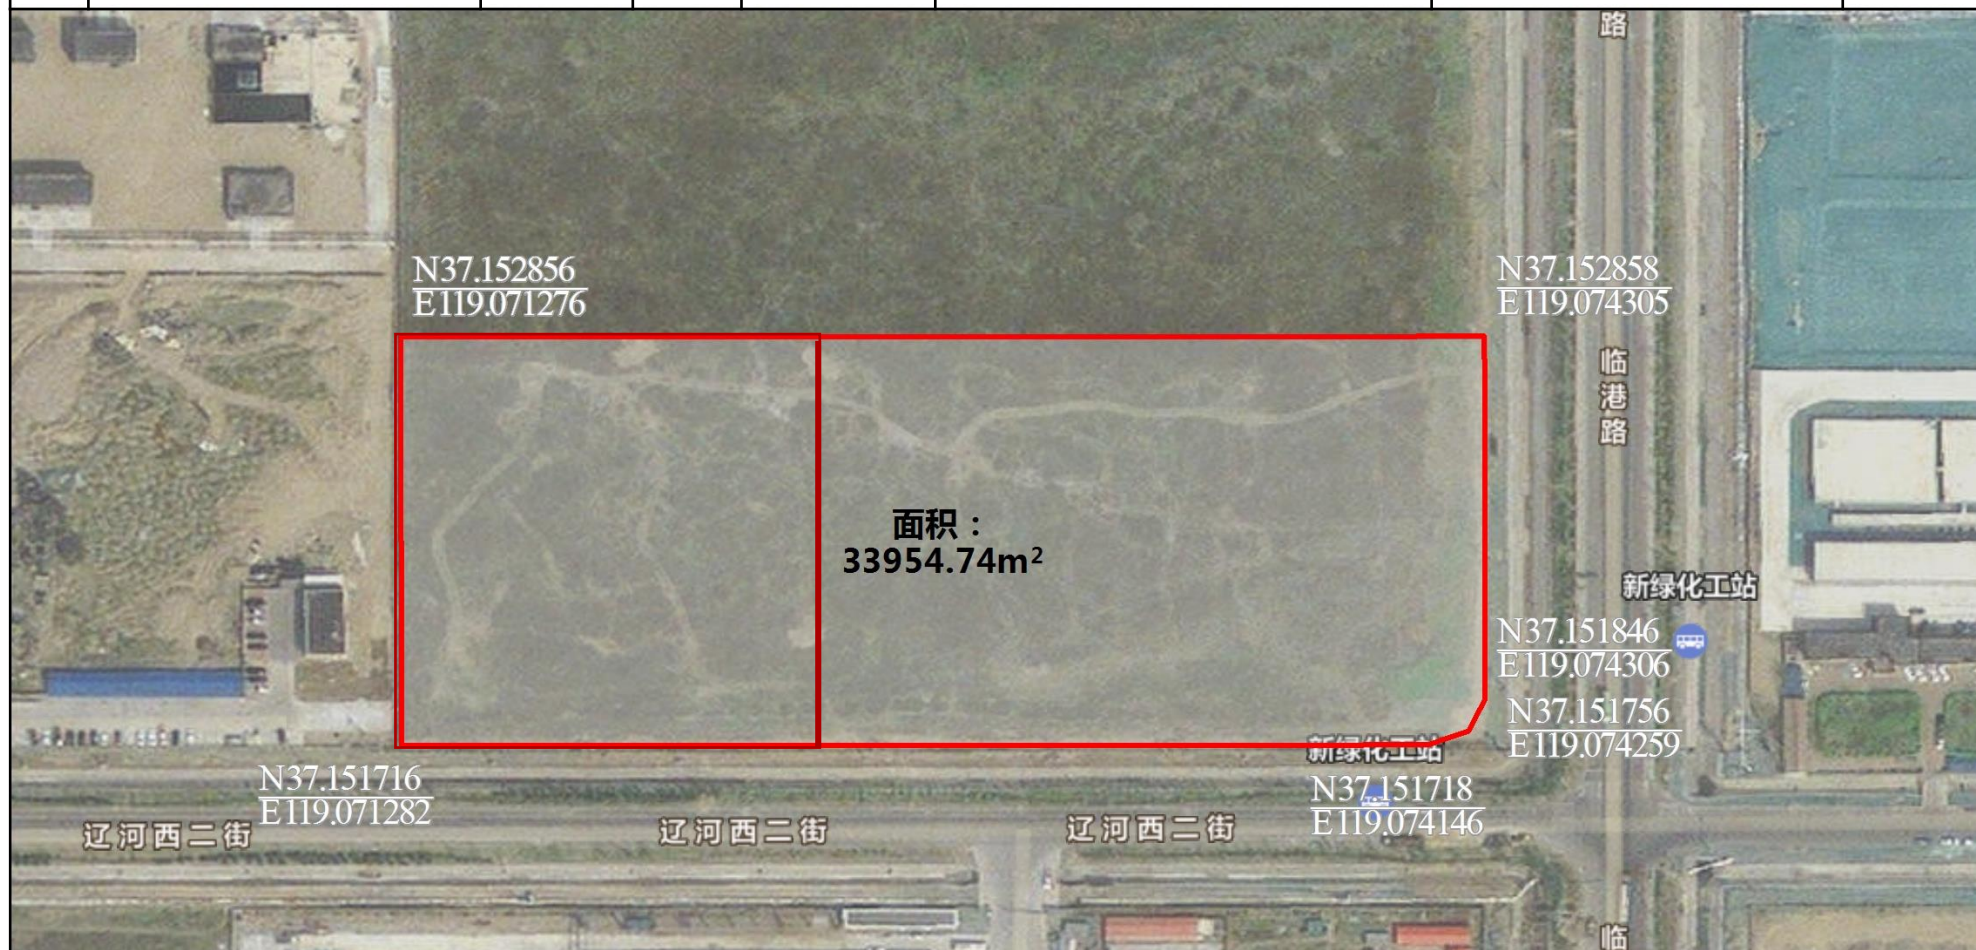 路
N37.152856
E119.071276
N37.152858
E119.074305
临港路
面积：
33954.74m²
新绿化工站
N37.151846
E119.074306
N37.151756
E119.074259
新绿化工站
N37.151716
E119.071282
N37.151718
E119.074146
辽河西二街
辽河西二街
辽河西二街
临